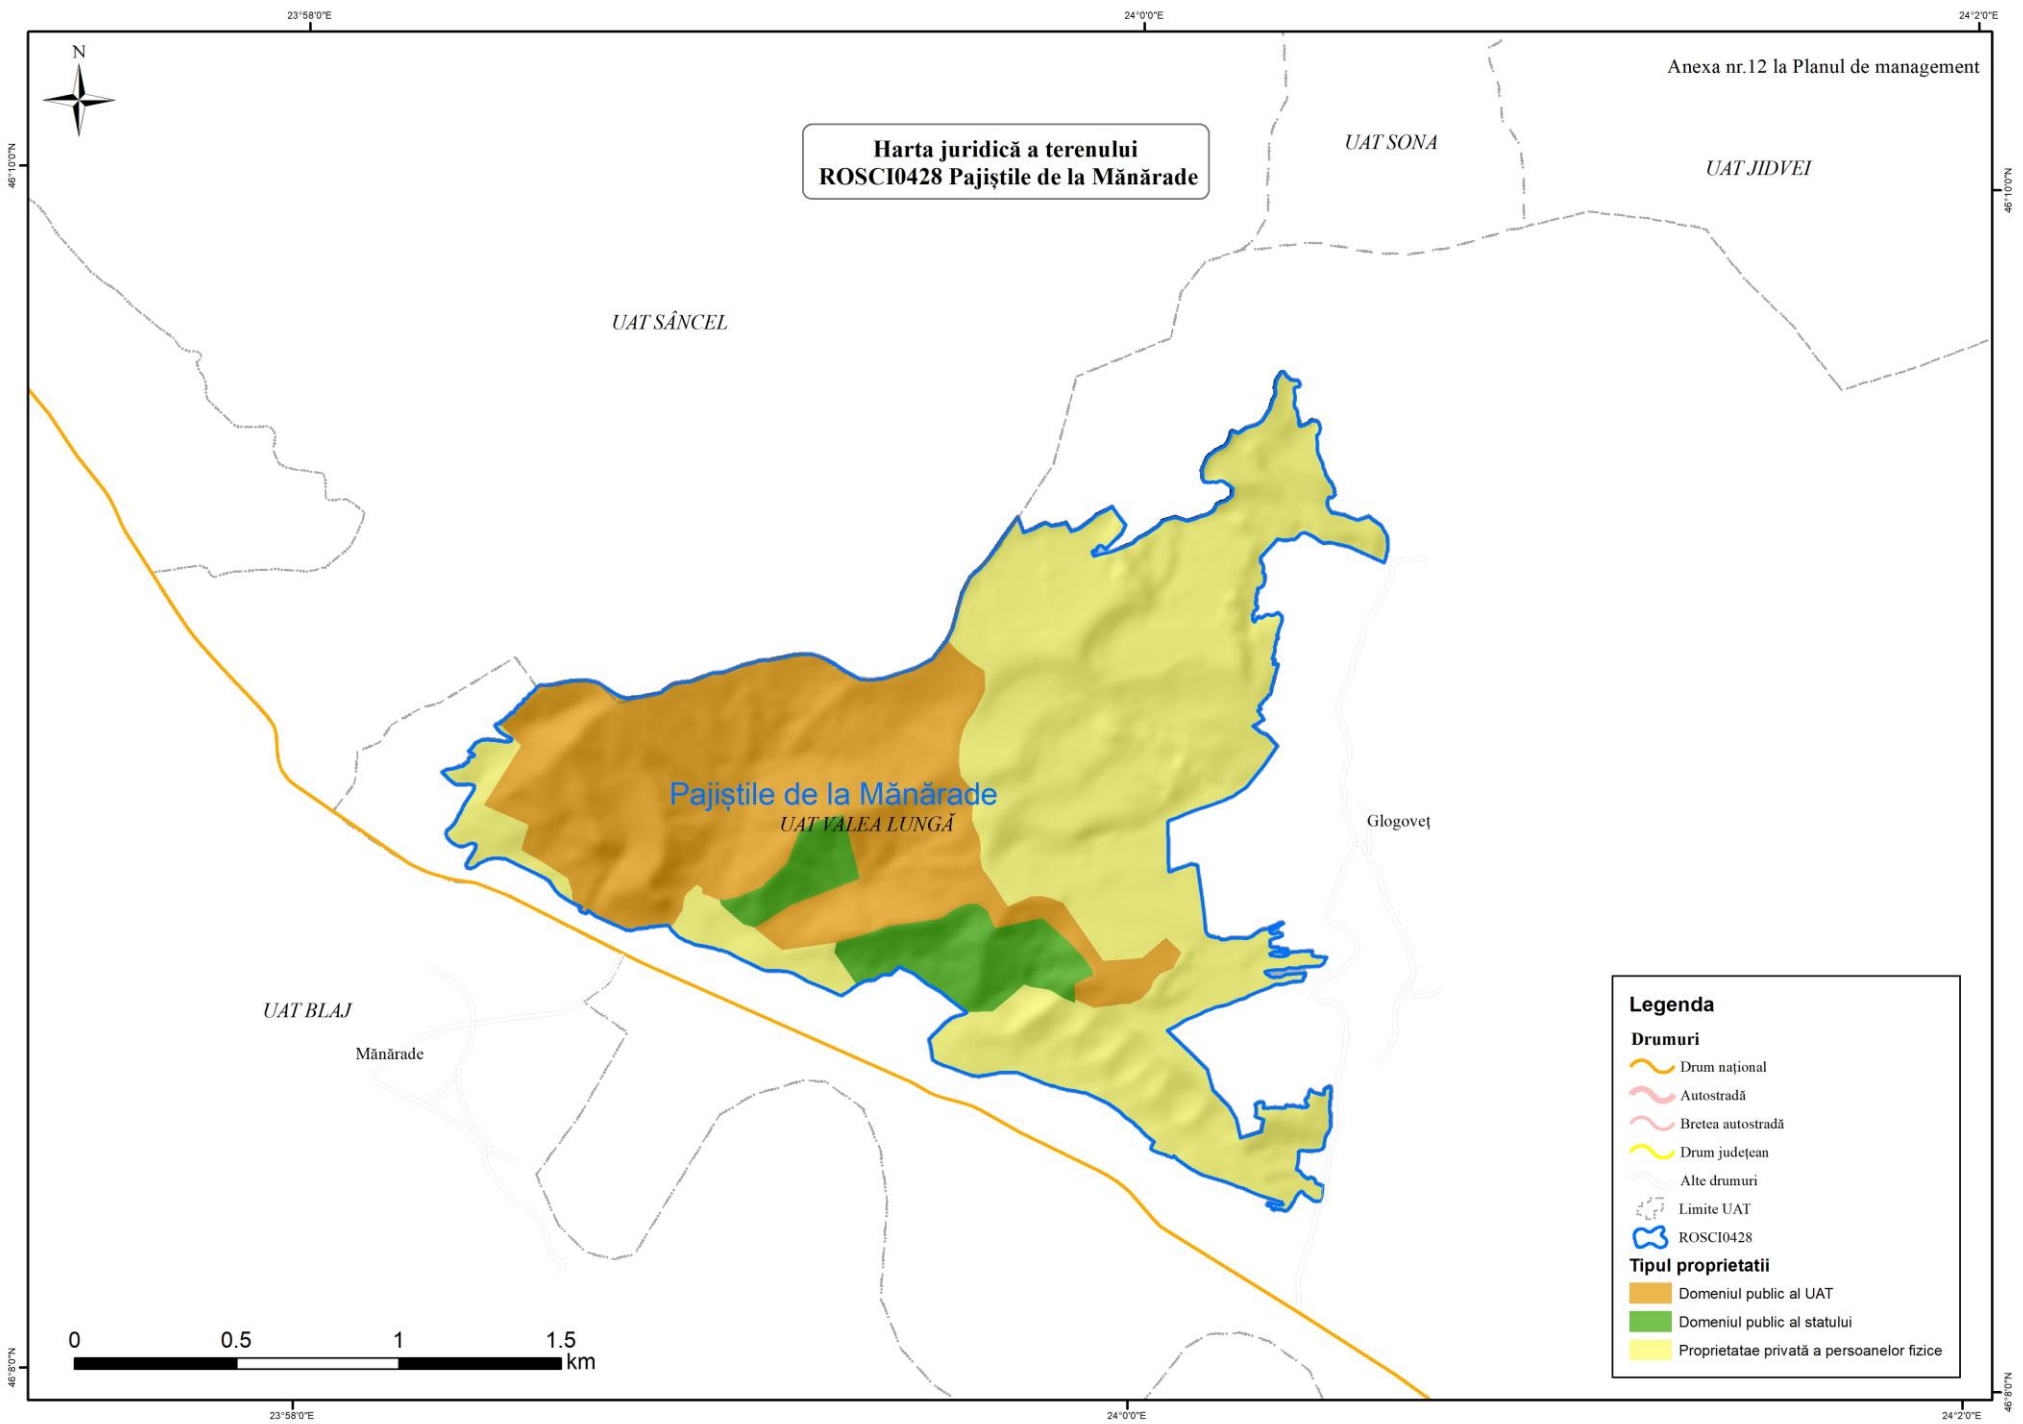 23°58'0"E
24°0'0"E
24°2'0"E
N
Anexa nr.12 la Planul de management
Harta juridică a terenului
ROSCI0428 Pajiștile de la Mănărade
UAT SONA
UAT JIDVEI
46°10'0"N
46°10'0"N
UAT SÂNCEL
Pajiștile de la Mănărade
UAT VALEA LUNGĂ
Glogoveț
UAT BLAJ
Mănărade
Legenda
Drumuri
Drum național
Autostradă
Bretea autostradă
Drum județean
Alte drumuri
Limite UAT
ROSCI0428
Tipul proprietatii
Domeniul public al UAT
Domeniul public al statului
Proprietatae privată a persoanelor fizice
0 0.5 1 1.5
km
46°8'0"N
46°8'0"N
23°58'0"E
24°0'0"E
24°2'0"E